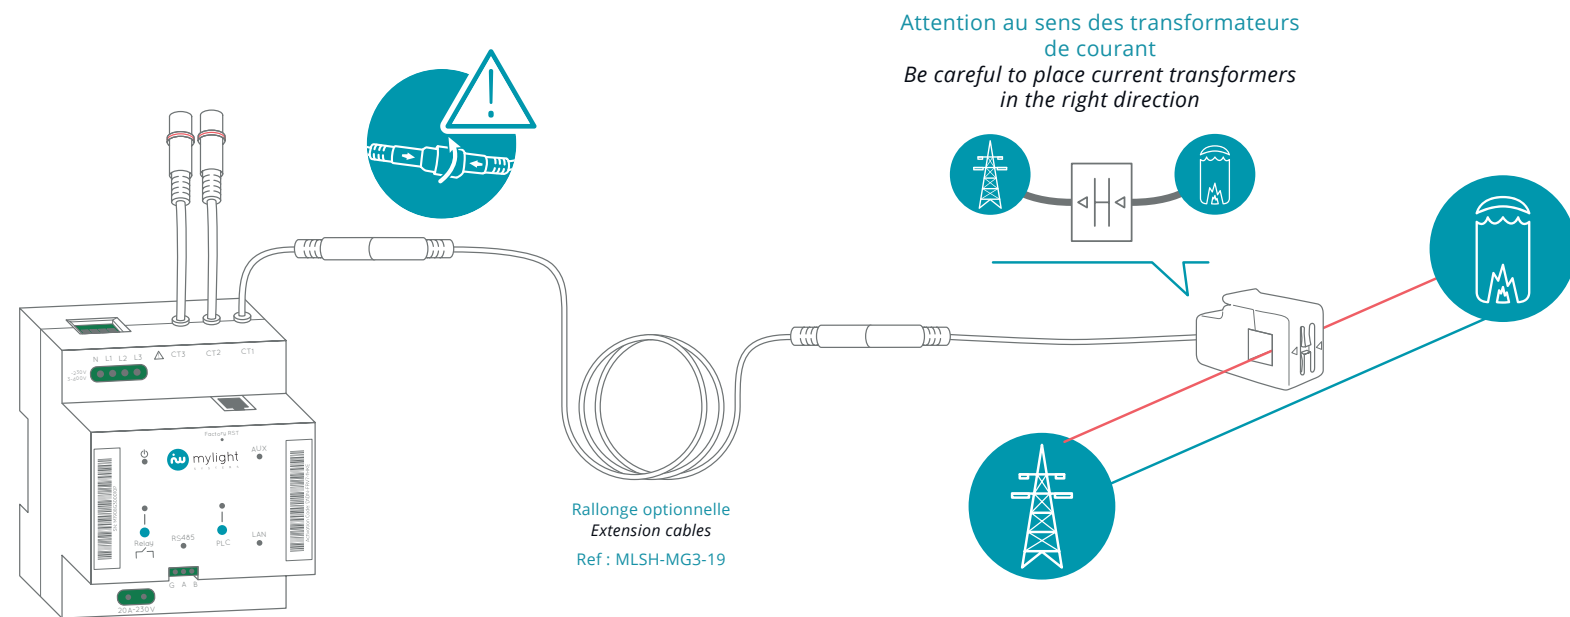 Attention au sens des transformateurs
de courant
Be careful to place current transformers
in the right direction
N L1 L2 L3
CT3 CT2 CT1
Factory RST
mylight
SYSTEMS
AUX
Relay
RS485
PLC
LAN
G A B
20A-230V
Rallonge optionnelle
Extension cables
Ref : MLSH-MG3-19